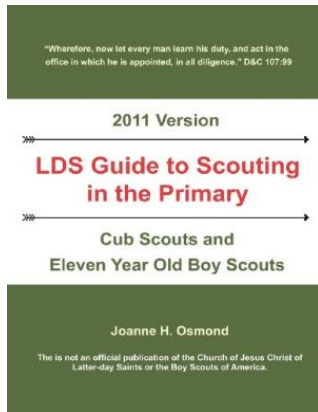 "Wherefore, now let every man learn his duty, and act in the
office in which he is appointed, in all diligence." D&C 107:99
2011 Version
LDS Guide to Scouting
in the Primary
Cub Scouts and
Eleven Year Old Boy Scouts
Joanne H. Osmond
The is not an official publication of the Church of Jesus Christ of
Latter-day Saints or the Boy Scouts of America.